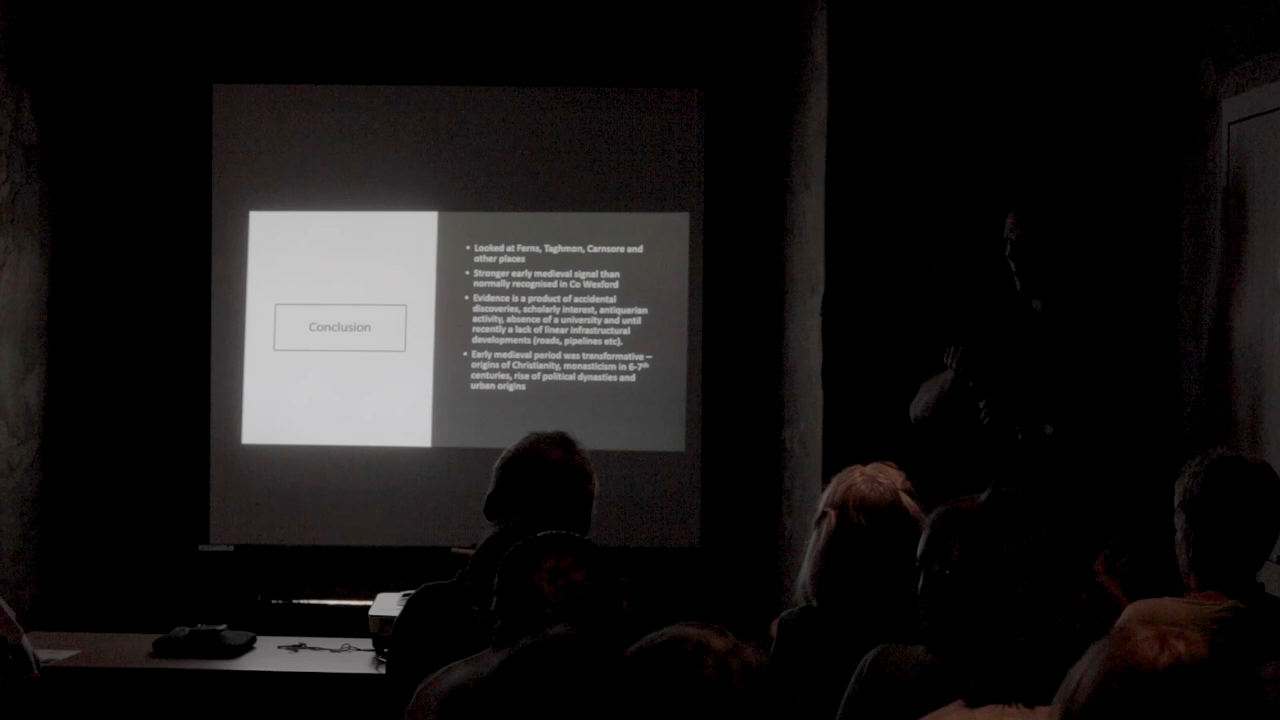 Conclusion
• Looked at Ferns, Taghmon, Carnsore and
other places
• Stronger early medieval signal than
normally recognised in Co Wexford
• Evidence is a product of accidental
discoveries, scholarly interest, antiquarian
activity, absence of a university and until
recently a lack of linear infrastructural
developments (roads, pipelines etc).
• Early medieval period was transformative –
origins of Christianity, monasticism in 6-7th
centuries, rise of political dynasties and
urban origins